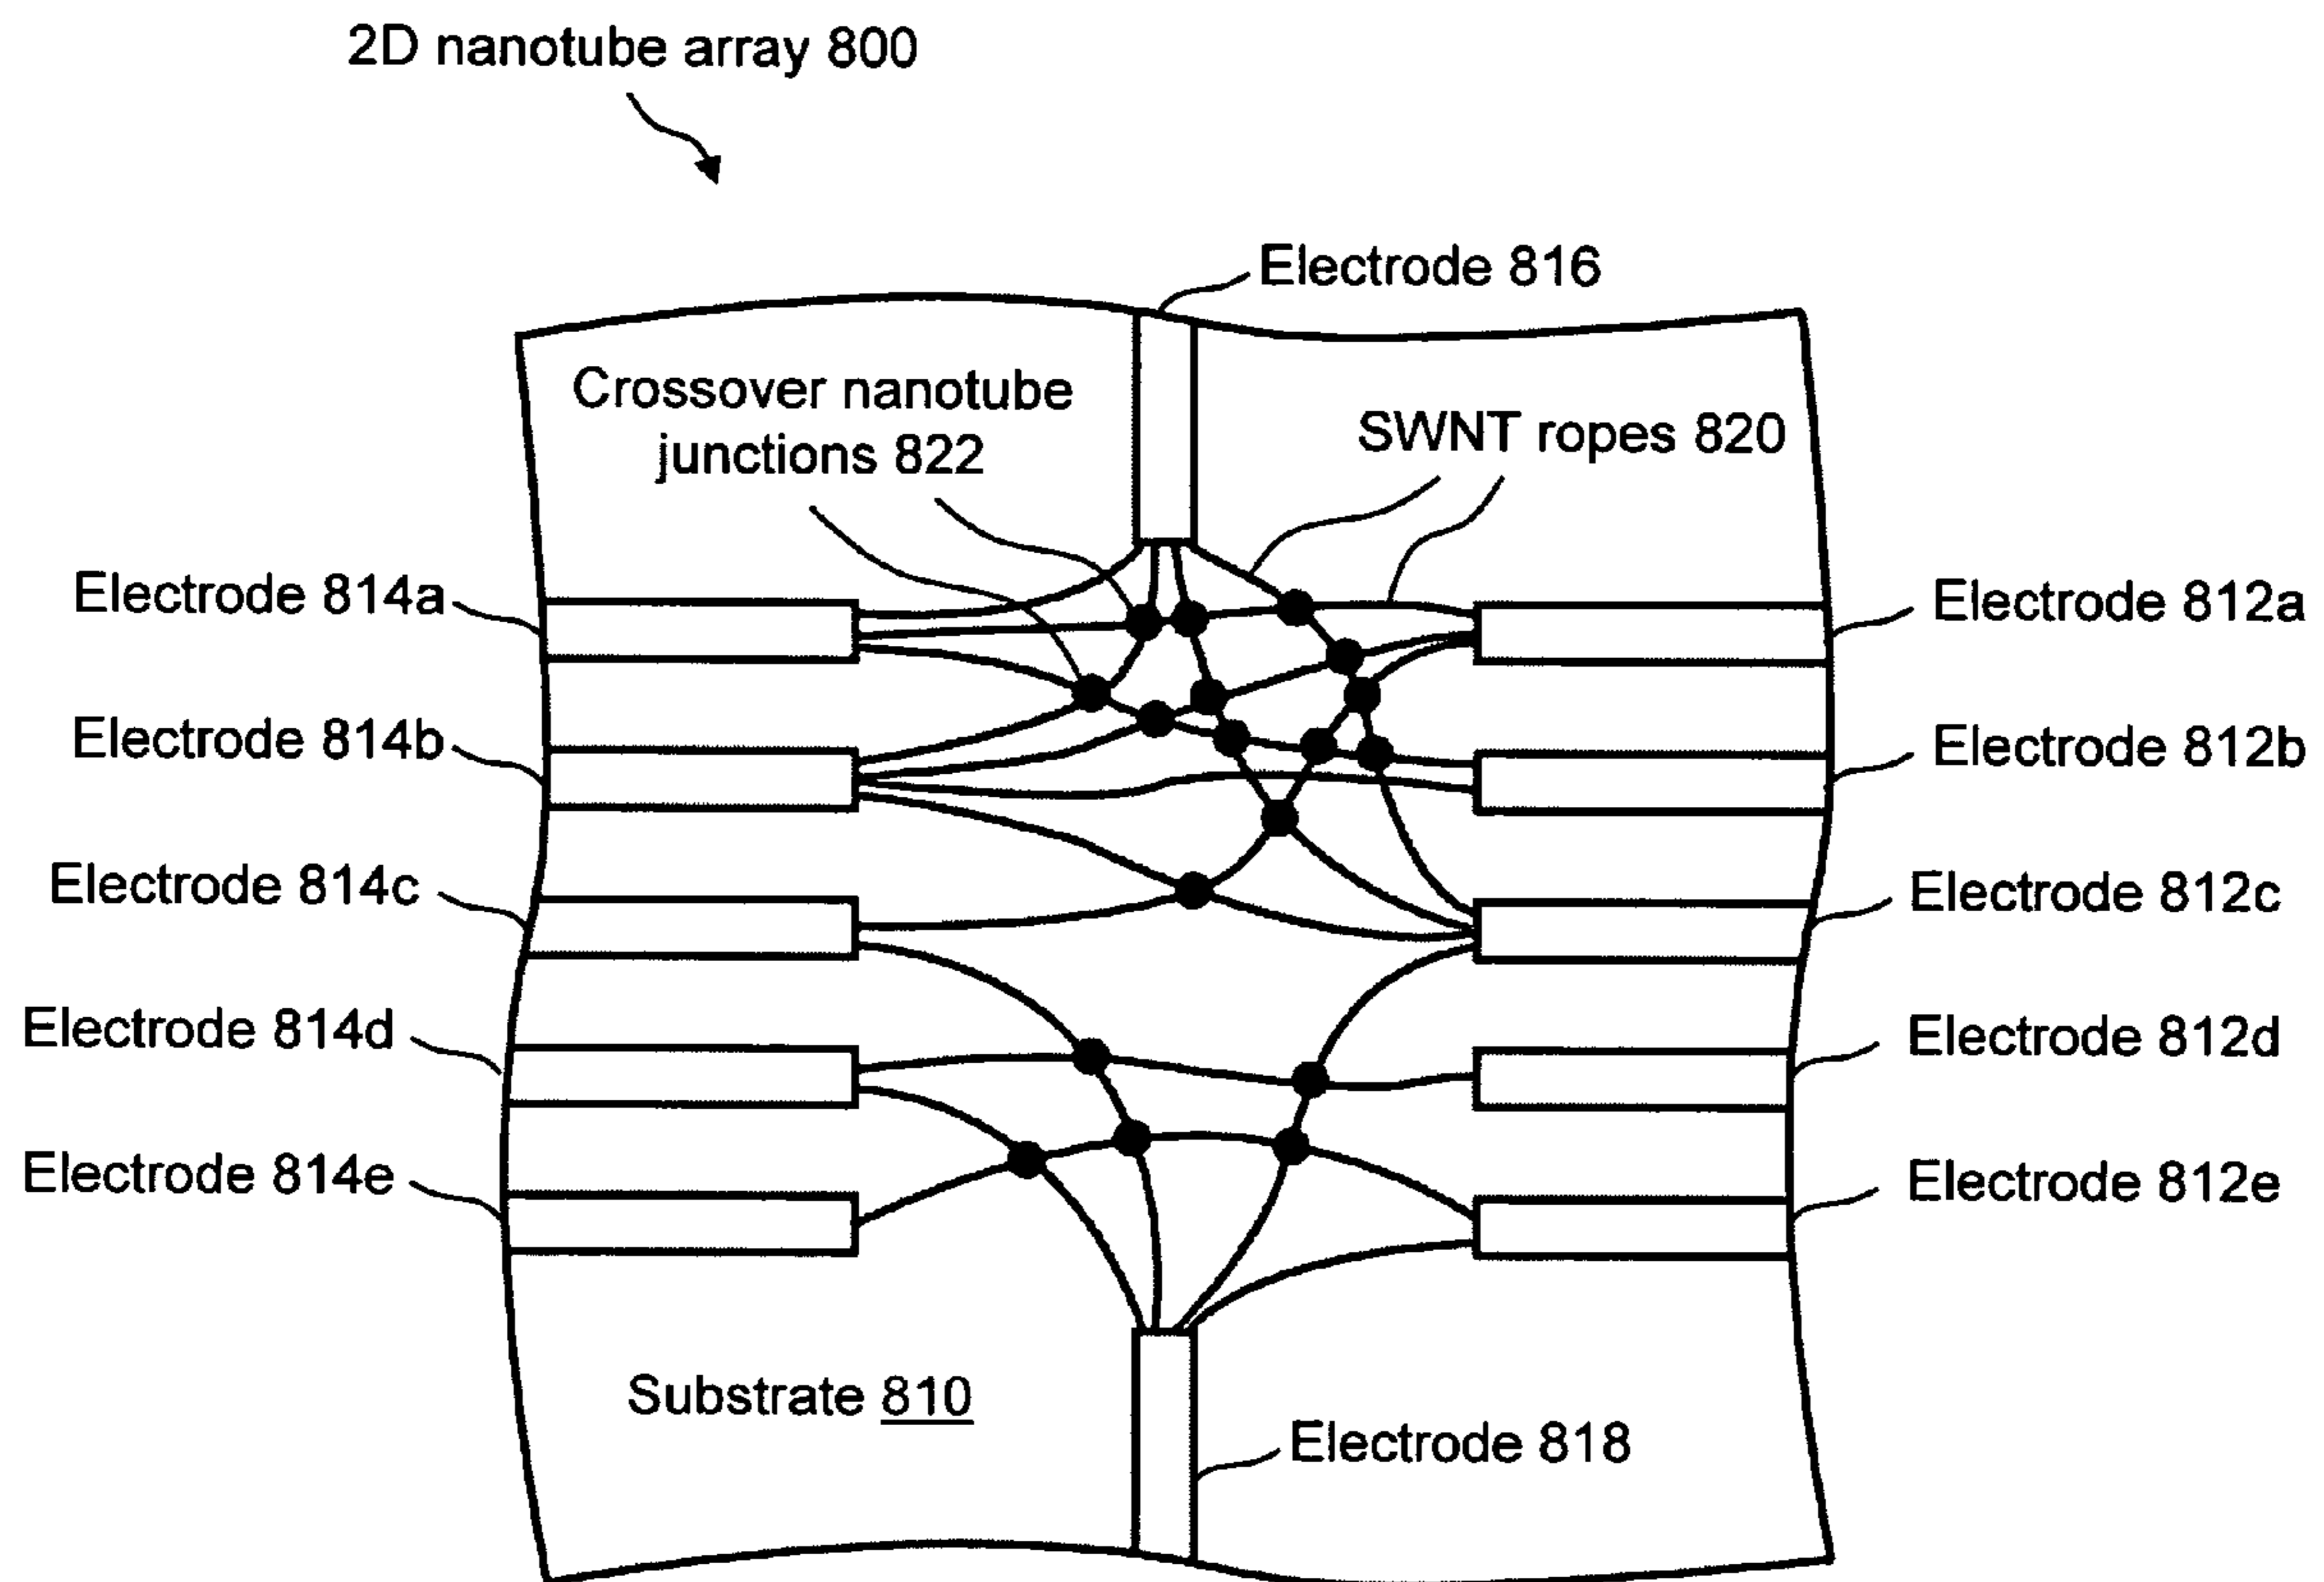 2D nanotube array 800
Electrode 816
Crossover nanotube
junctions 822
SWNT ropes 820
Electrode 814a
Electrode 812a
Electrode 814b
Electrode 812b
Electrode 814c
Electrode 812c
Electrode 814d
Electrode 812d
Electrode 814e
Electrode 812e
Substrate 810
Electrode 818